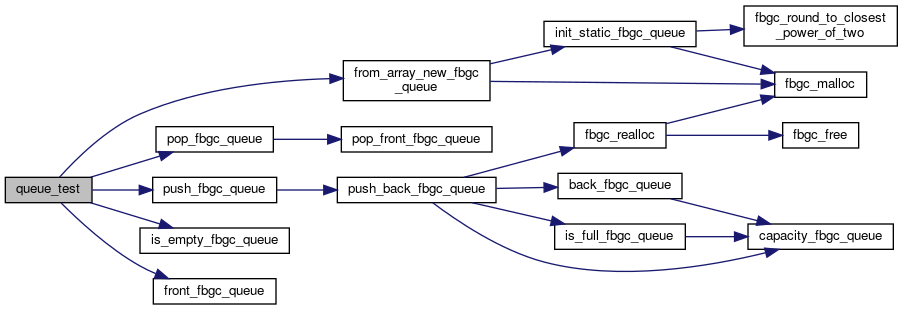 queue_test
from_array_new_fbgc
_queue
init_static_fbgc_queue
fbgc_round_to_closest
_power_of_two
fbgc_malloc
pop_fbgc_queue
pop_front_fbgc_queue
push_fbgc_queue
push_back_fbgc_queue
fbgc_realloc
fbgc_free
back_fbgc_queue
is_full_fbgc_queue
capacity_fbgc_queue
is_empty_fbgc_queue
front_fbgc_queue